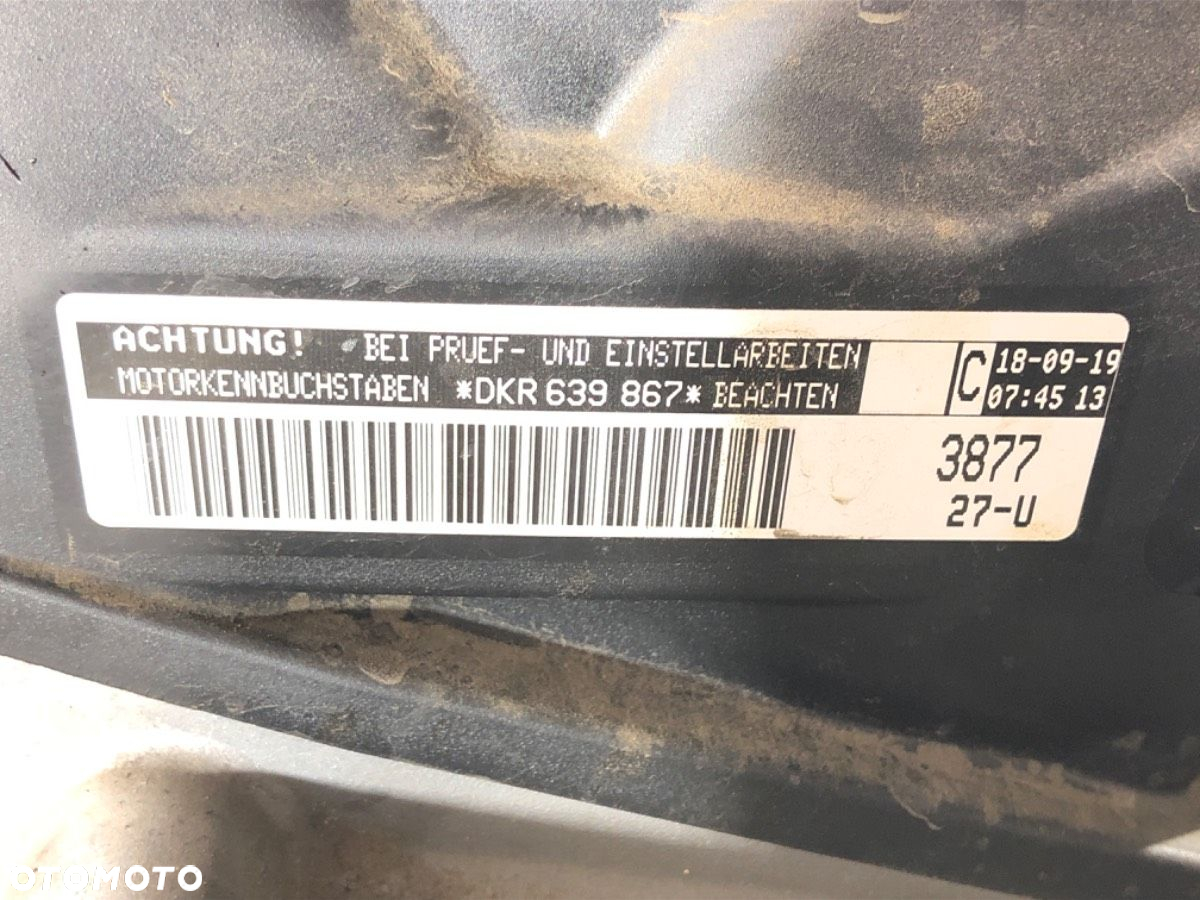 ACHTUNG! BEI PRUEF- UND EINSTELLARBEITEN
MOTORKENNBUCHSTABEN *DKR 639 867* BEACHTEN
C
18-09-19
07:45 13
3877
27-U
OTOMOTO